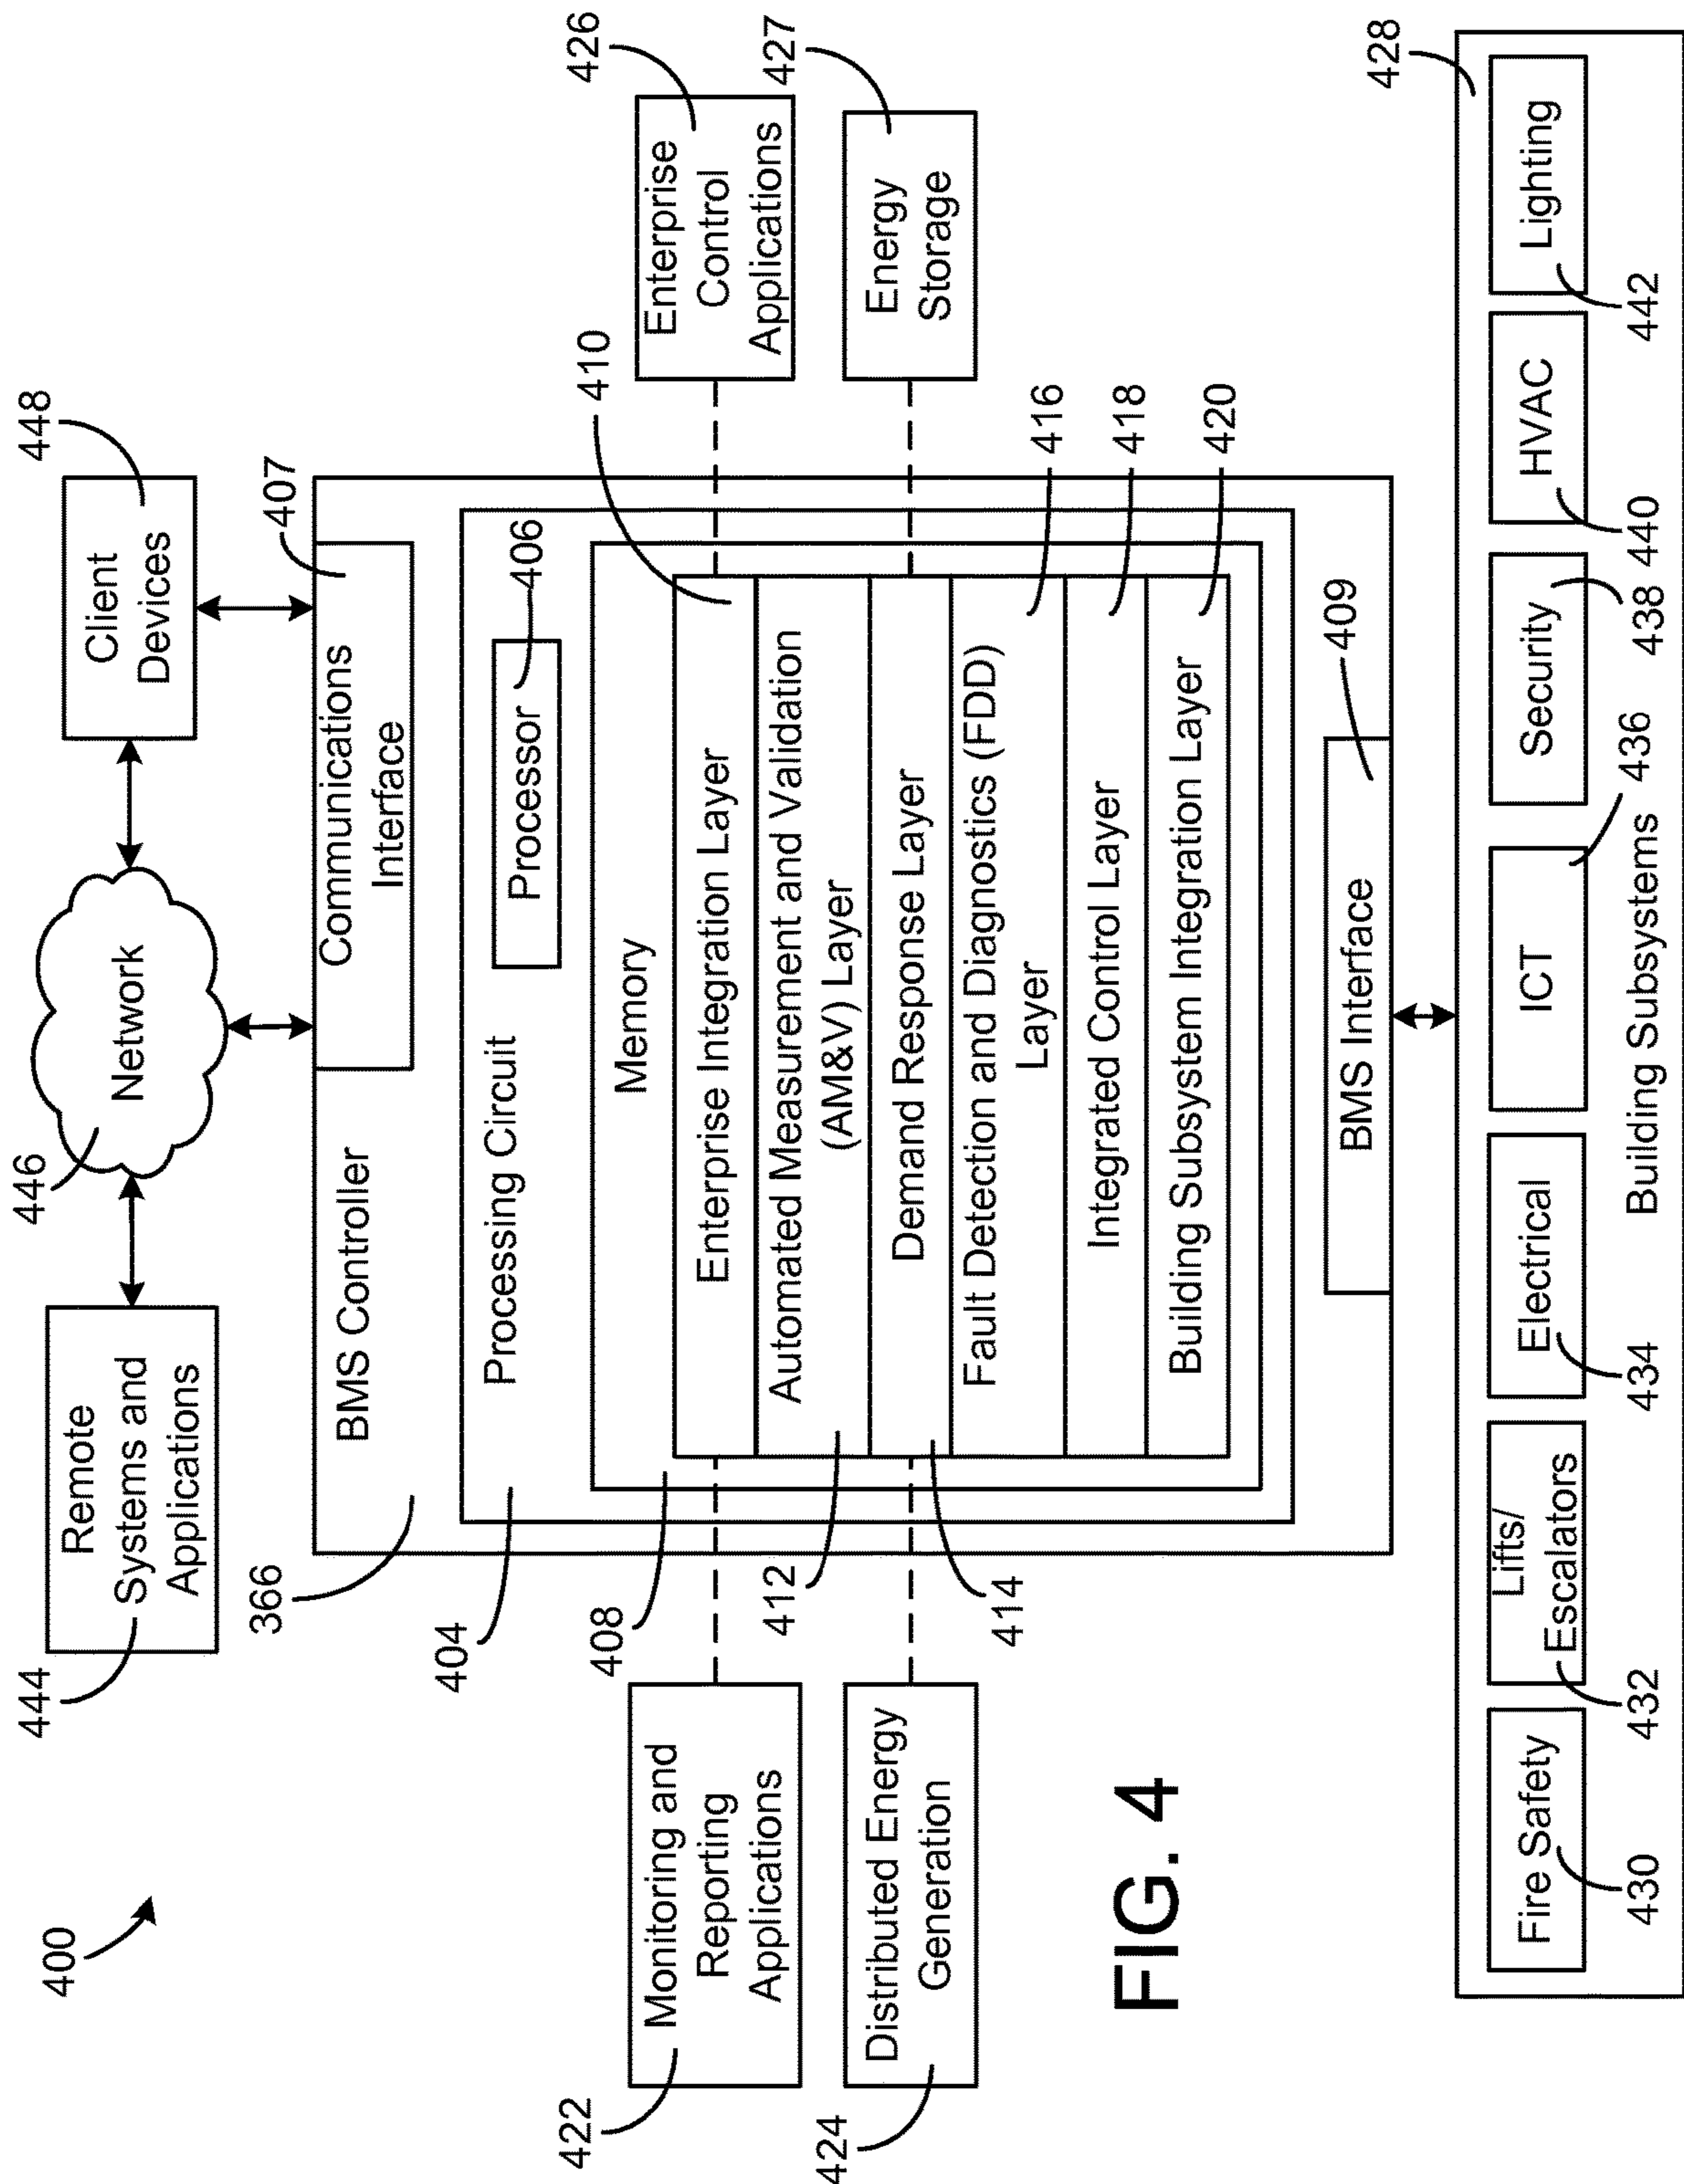 400
444
Remote
Systems and
Applications
446
Network
448
Client
Devices
366
BMS Controller
Communications
Interface
407
404
Processing Circuit
Processor
406
408
Memory
410
Enterprise Integration Layer
412
Automated Measurement and Validation
(AM&V) Layer
414
Demand Response Layer
Fault Detection and Diagnostics (FDD)
Layer
416
Integrated Control Layer
418
Building Subsystem Integration Layer
420
BMS Interface
409
422
Monitoring and
Reporting
Applications
424
Distributed Energy
Generation
426
Enterprise
Control
Applications
427
Energy
Storage
FIG. 4
428
Fire Safety
430
Lifts/
Escalators
432
Electrical
434
ICT
436
Security
438
HVAC
440
Lighting
442
Building Subsystems